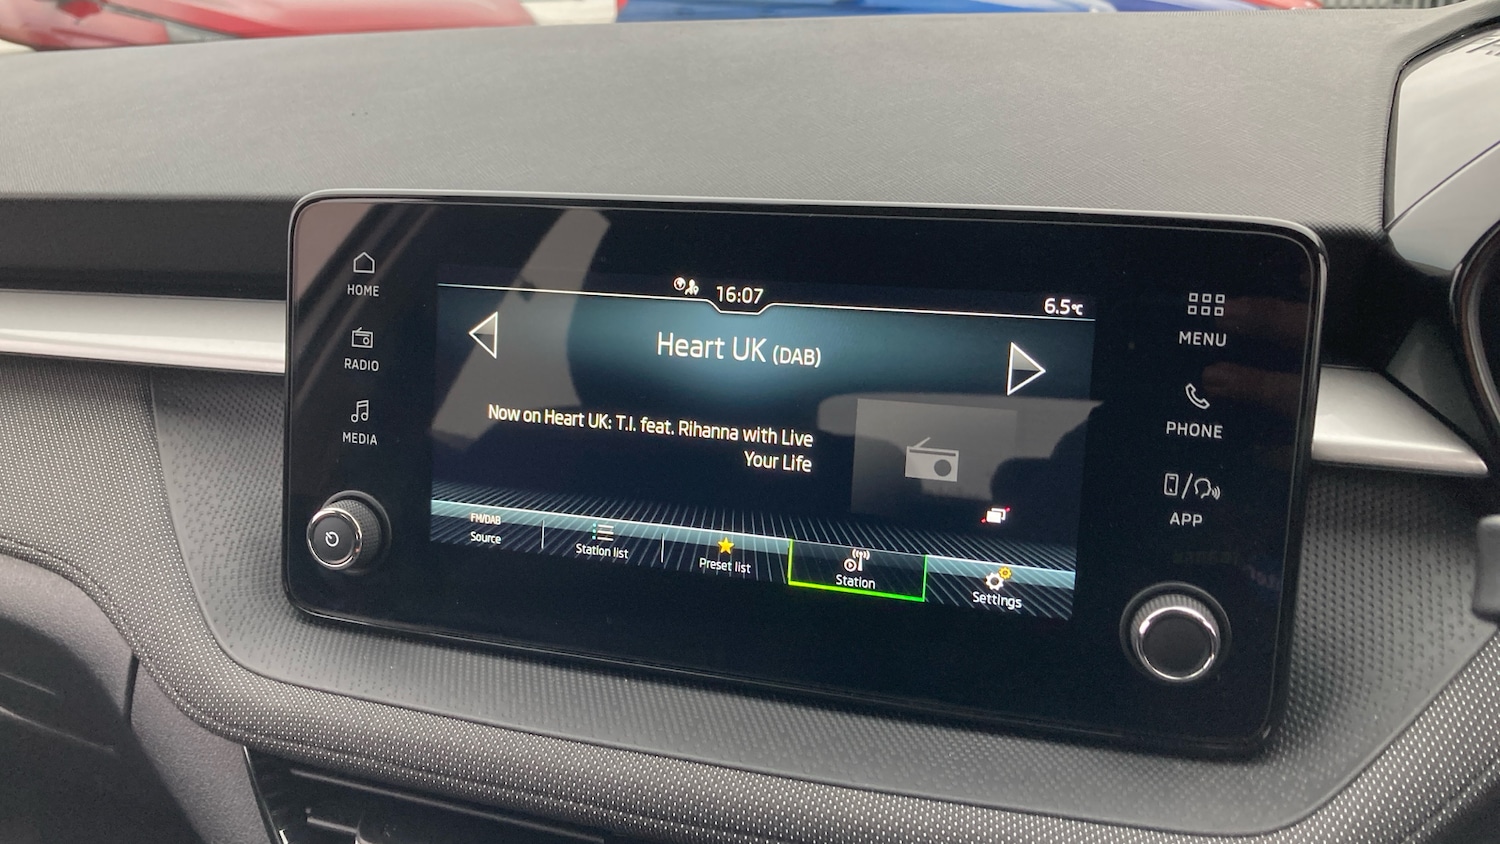 HOME
RADIO
MEDIA
16:07
6.5°C
Heart UK (DAB)
Now on Heart UK: T.I. feat. Rihanna with Live
Your Life
FM/DAB
Source
Station list
Preset list
Station
Settings
MENU
PHONE
APP